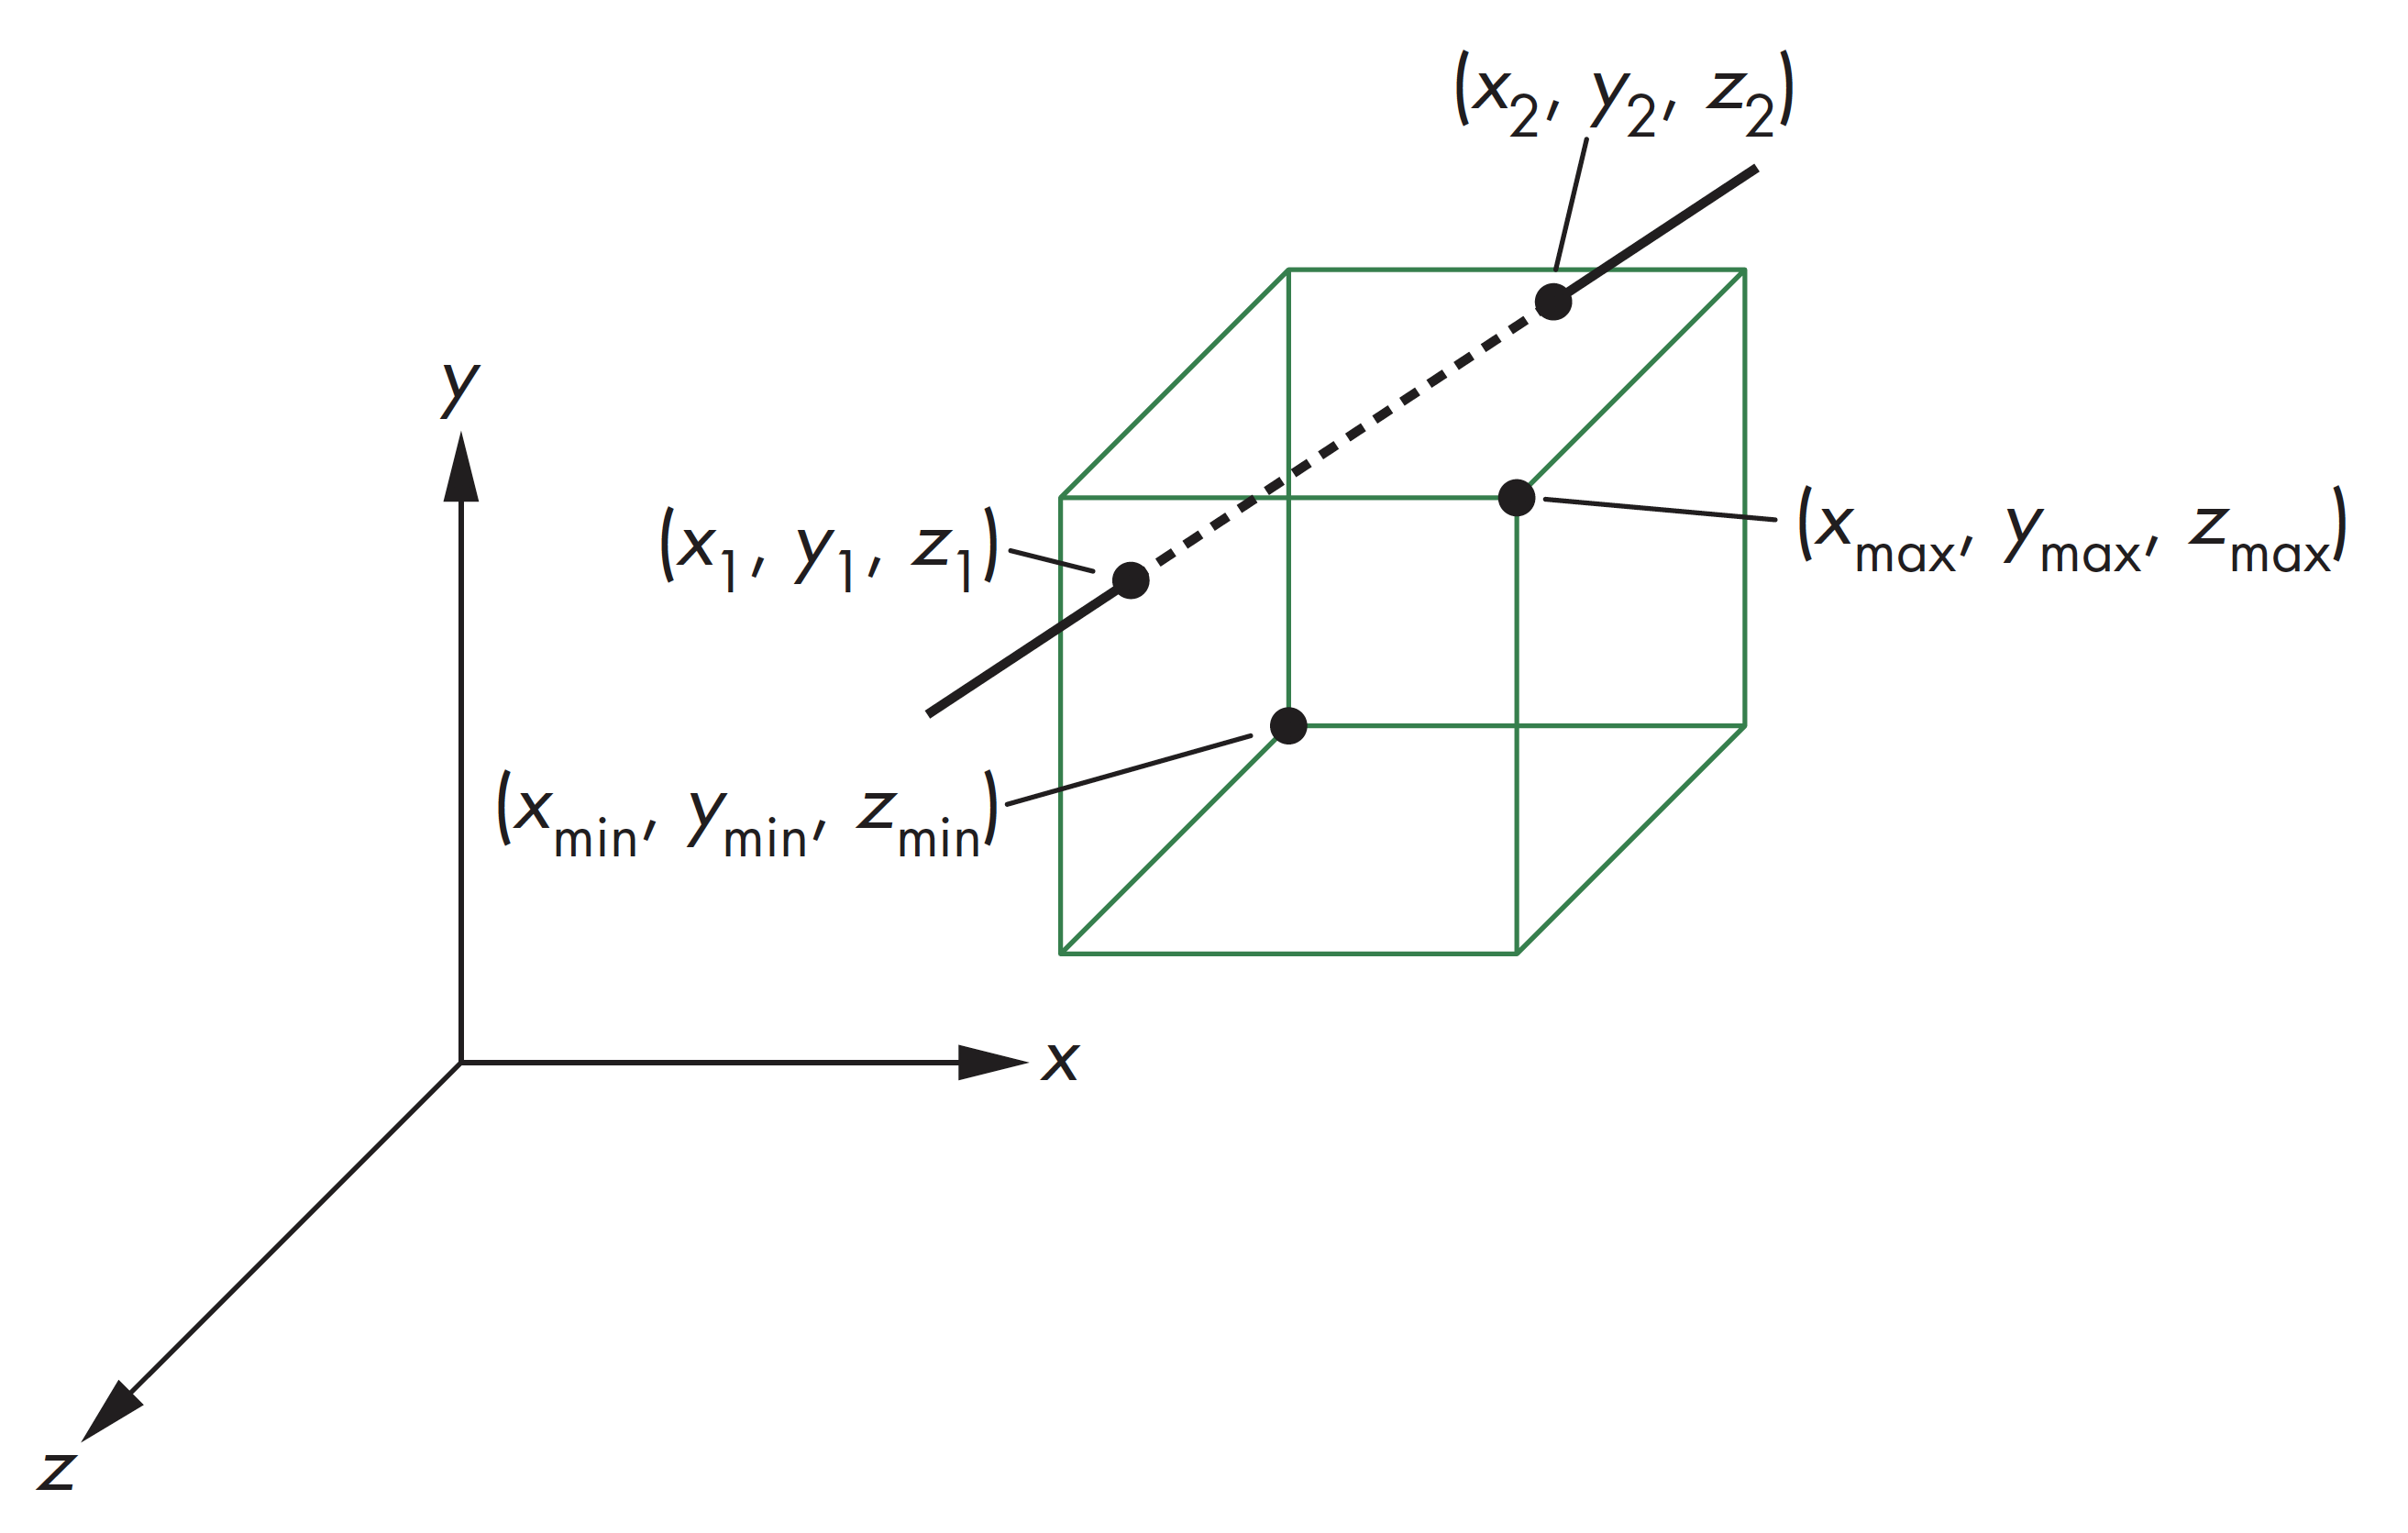 (x₂, y₂, z₂)
y
(x₁, y₁, z₁)
(xₘₐₓ, yₘₐₓ, zₘₐₓ)
(xₘᵢₙ, yₘᵢₙ, zₘᵢₙ)
x
z